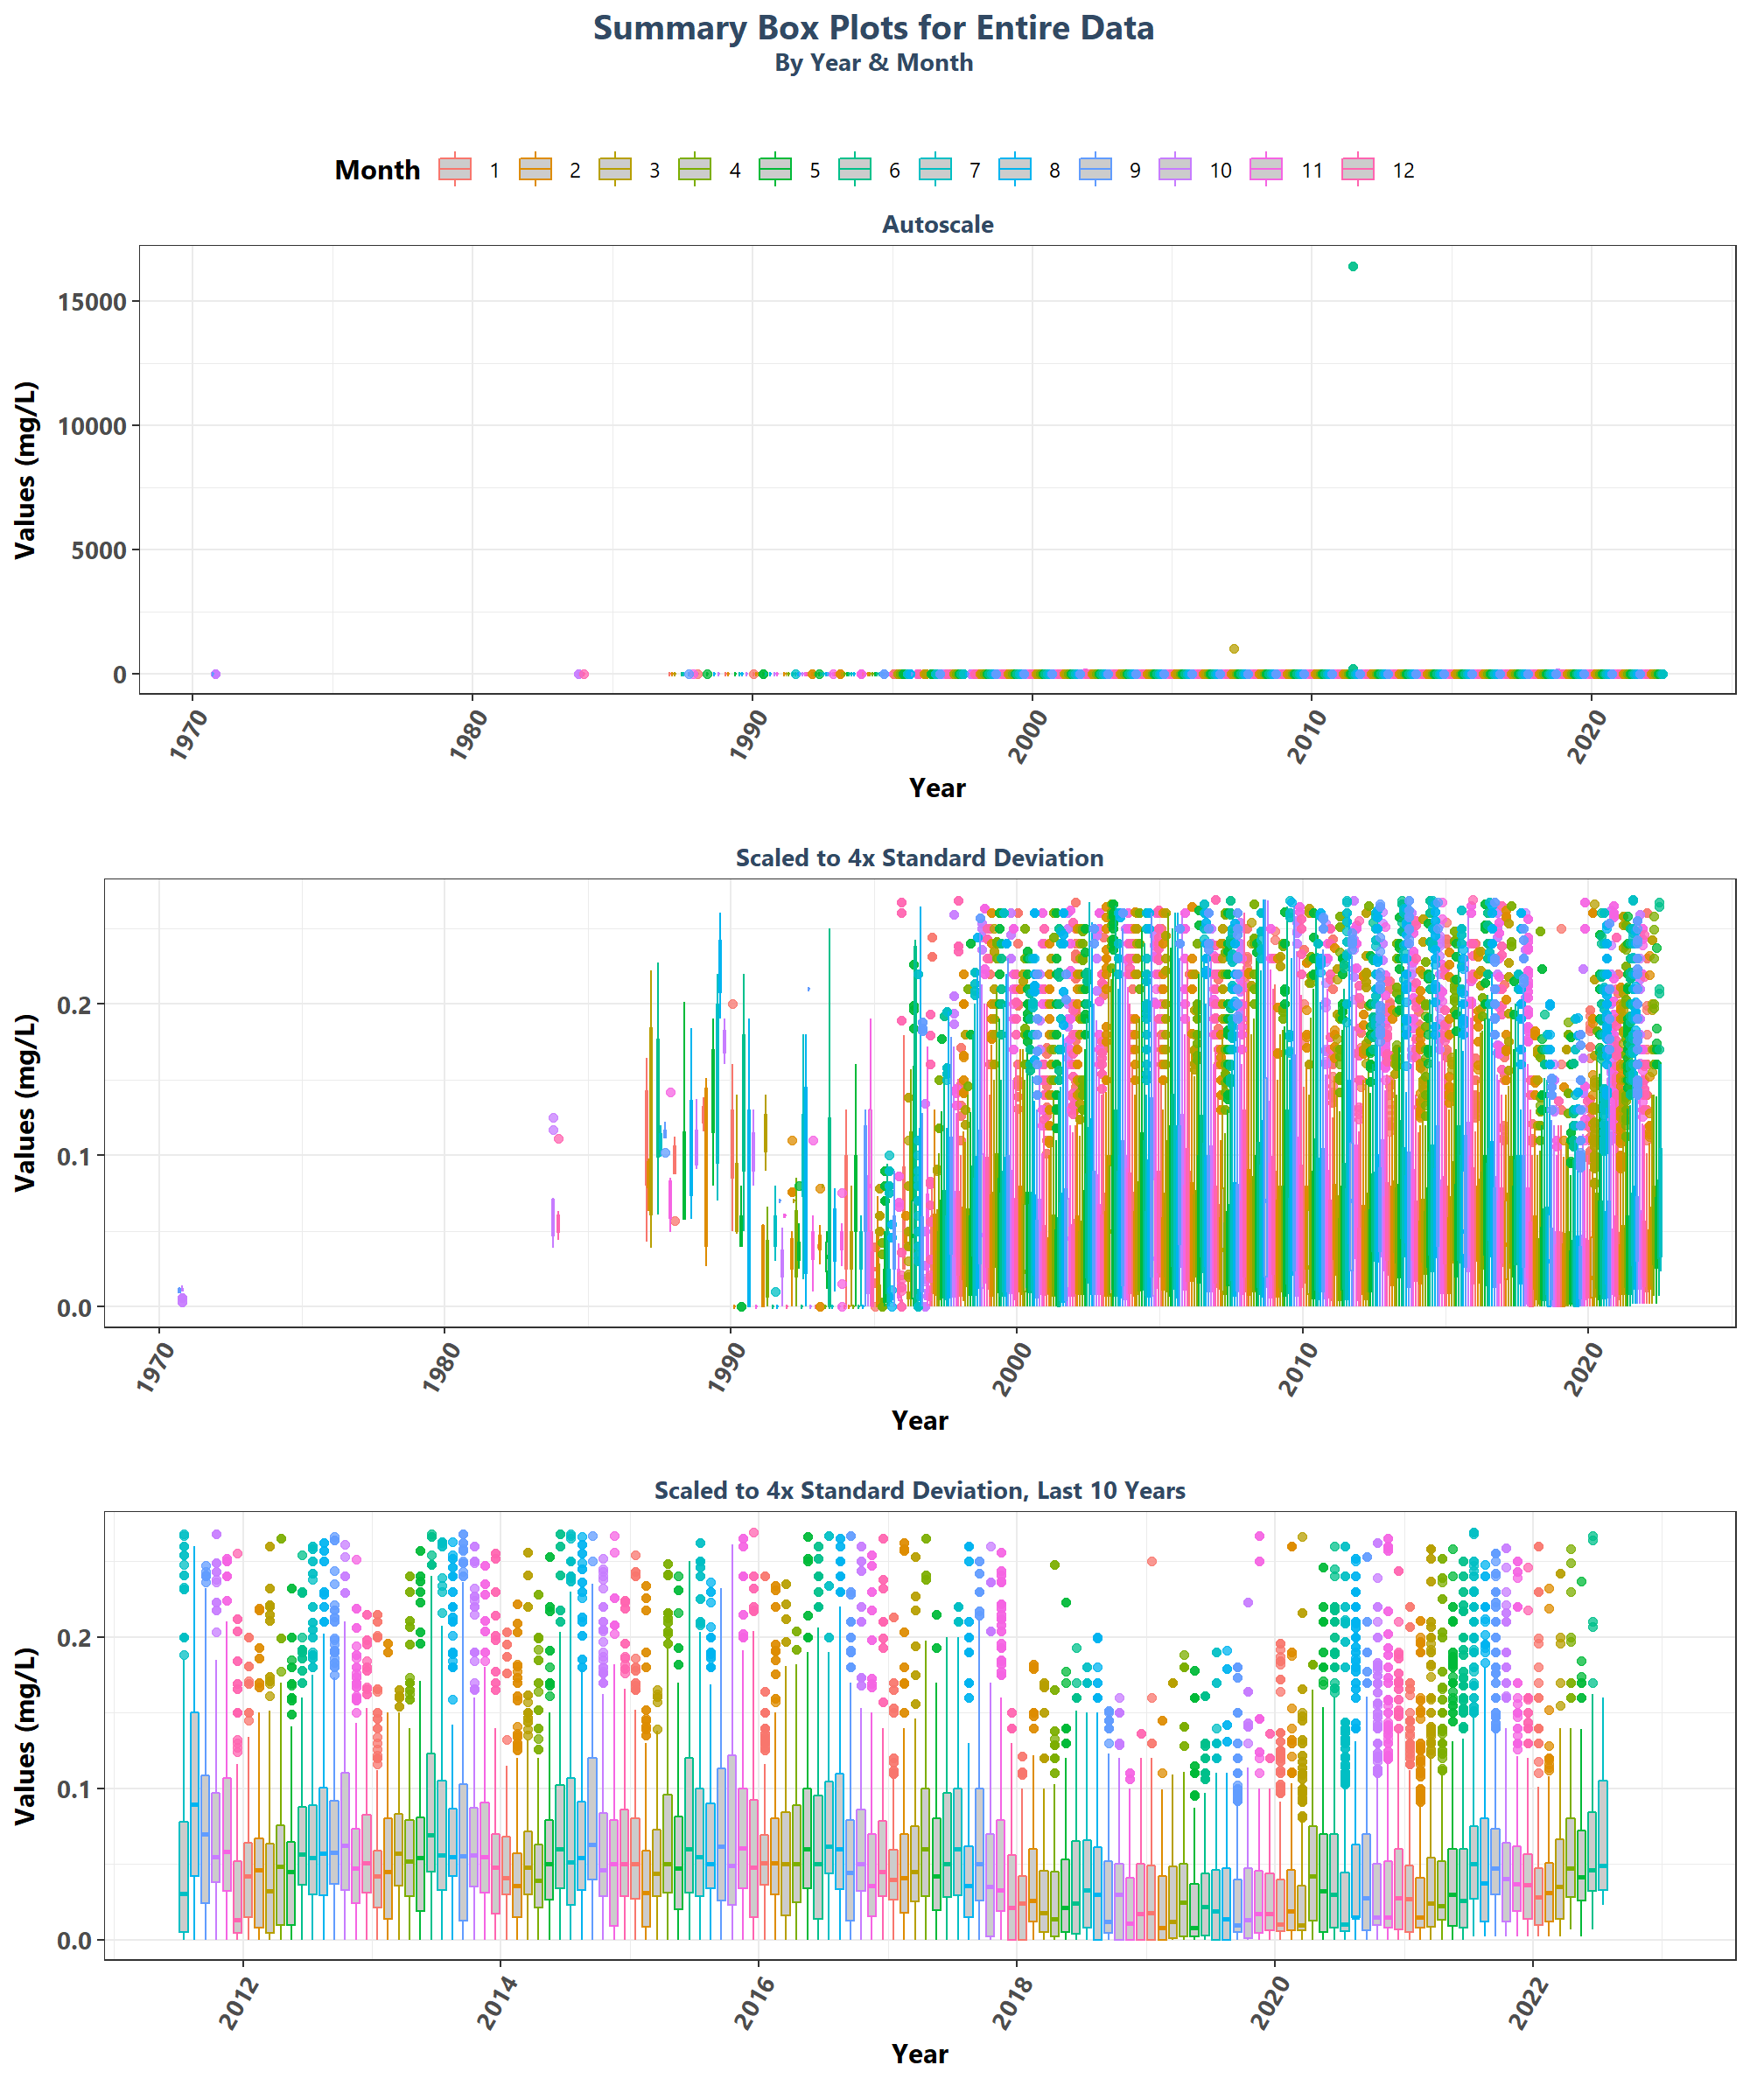 Summary Box Plots for Entire Data
By Year & Month
Month 1 2 3 4 5 6 7 8 9 10 11 12
Autoscale
Values (mg/L)
15000
10000
5000
0
1970 1980 1990 2000 2010 2020
Year
Scaled to 4x Standard Deviation
Values (mg/L)
0.2
0.1
0.0
1970 1980 1990 2000 2010 2020
Year
Scaled to 4x Standard Deviation, Last 10 Years
Values (mg/L)
0.2
0.1
0.0
2012 2014 2016 2018 2020 2022
Year